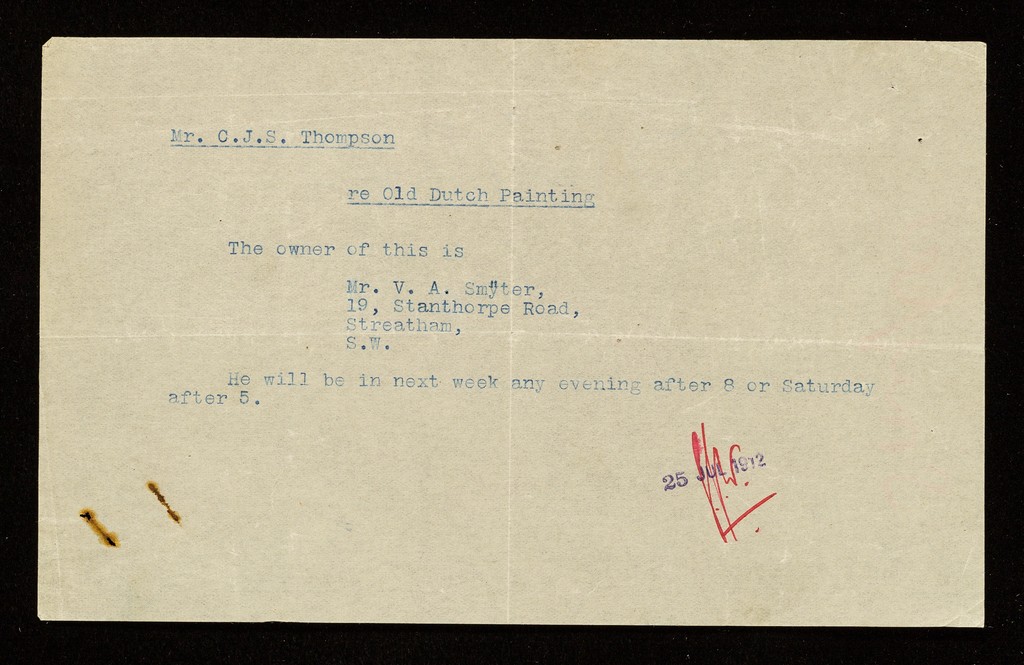 Mr. C.J.S. Thompson
re Old Dutch Painting
The owner of this is
Mr. V. A. Smÿter,
19, Stanthorpe Road,
Streatham,
S.W.
He will be in next week any evening after 8 or Saturday
after 5.
25 JUL 1912